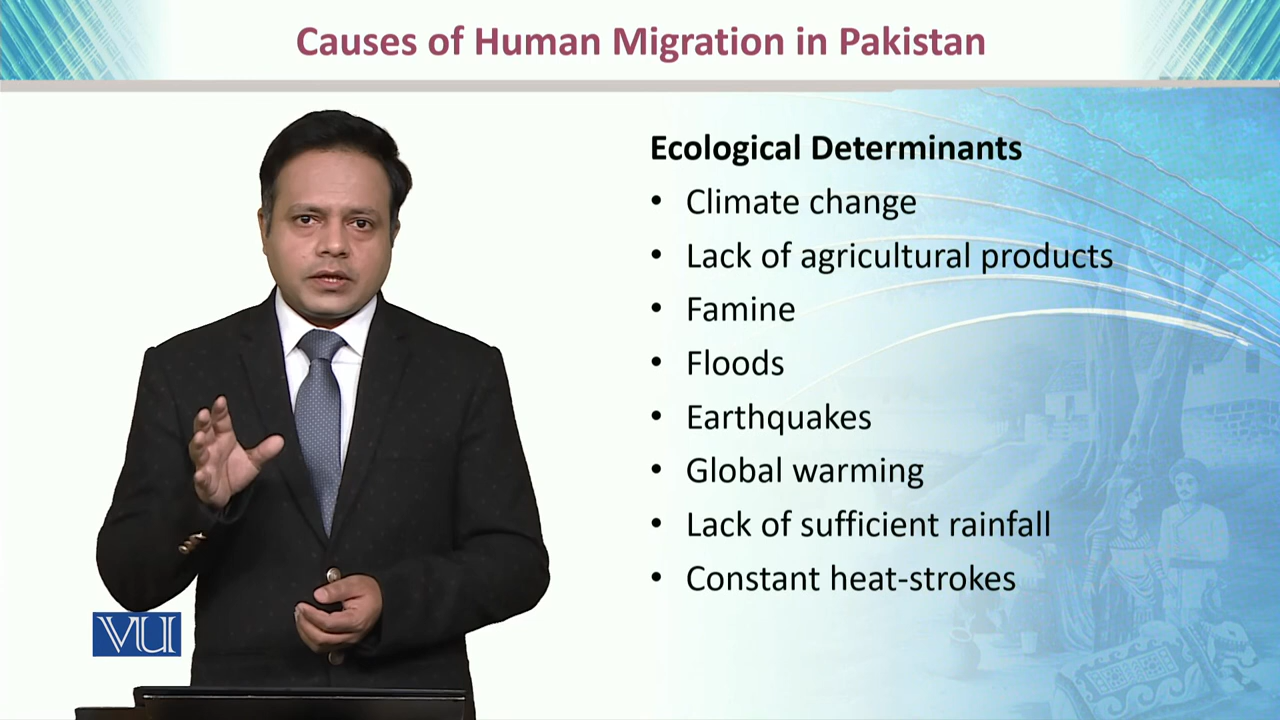 Causes of Human Migration in Pakistan
Ecological Determinants
• Climate change
• Lack of agricultural products
• Famine
• Floods
• Earthquakes
• Global warming
• Lack of sufficient rainfall
• Constant heat-strokes
VU